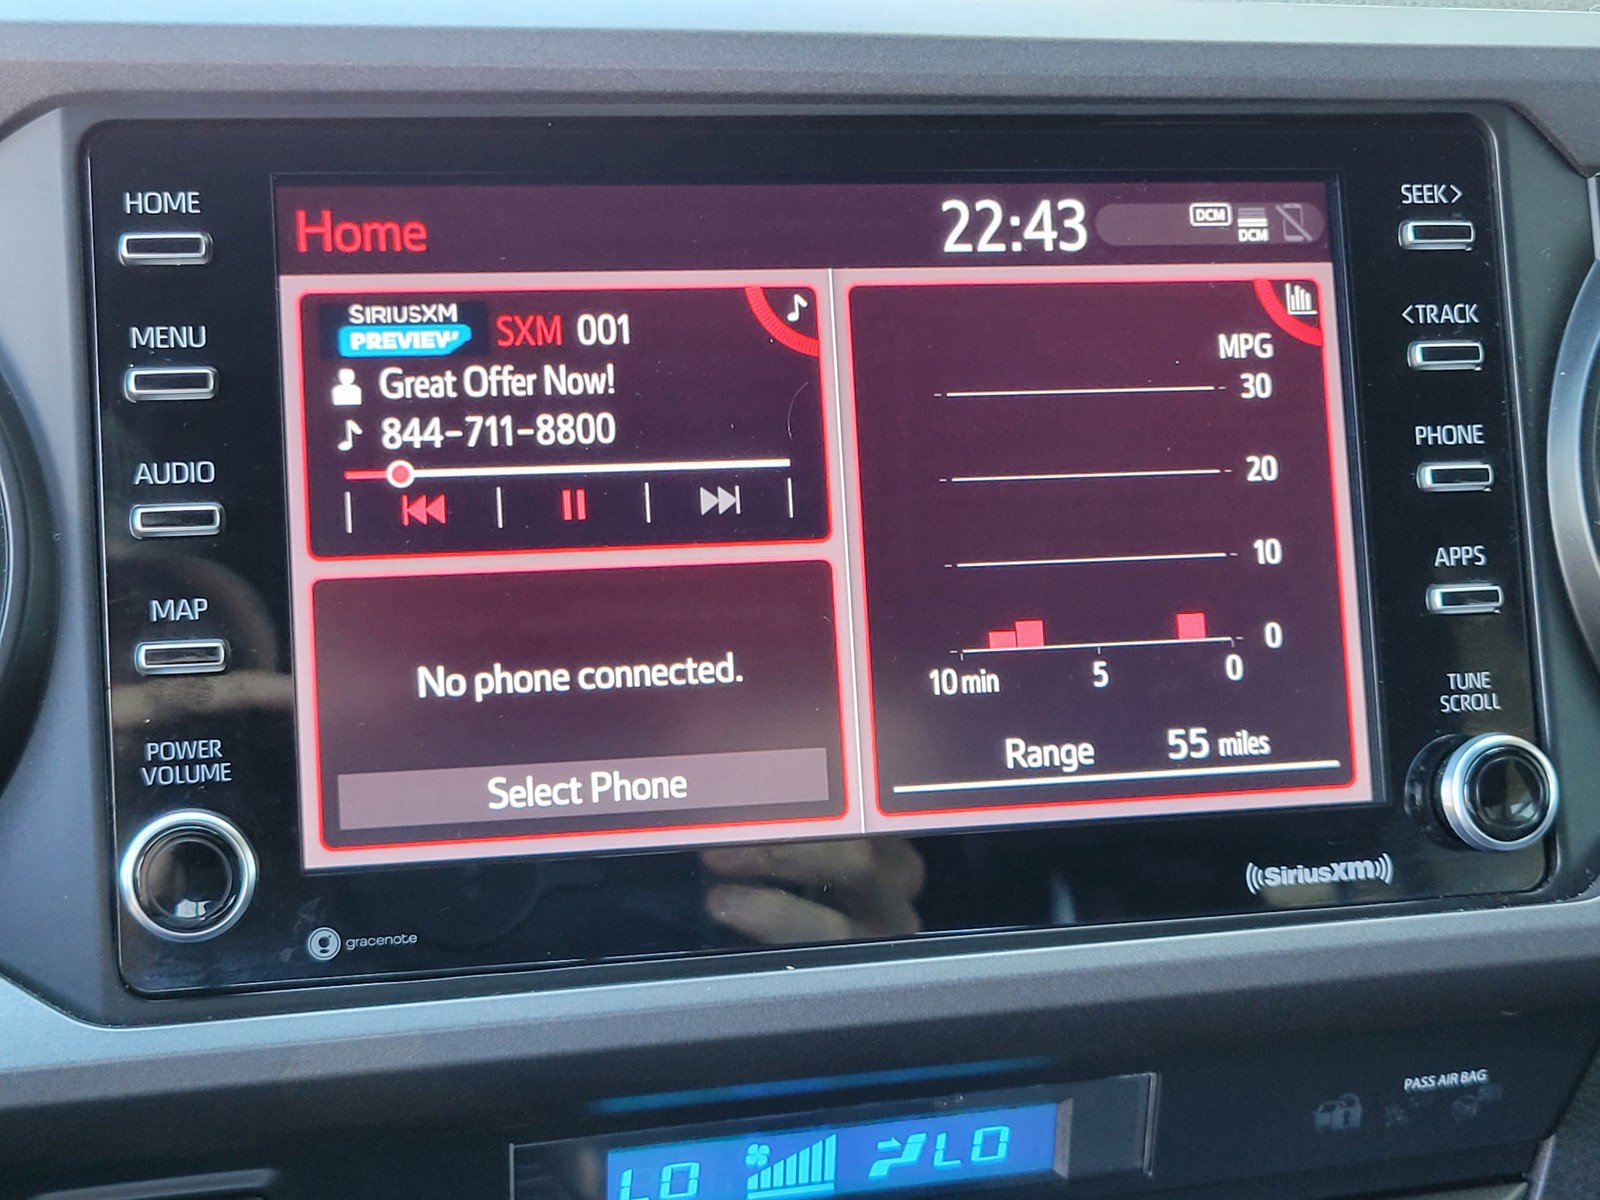 HOME
MENU
AUDIO
MAP
POWER
VOLUME
Home
22:43
DCM
DCM
SIRIUSXM
PREVIEW
SXM 001
Great Offer Now!
844-711-8800
No phone connected.
Select Phone
MPG
30
20
10
0
10 min 5 0
Range 55 miles
SEEK>
<TRACK
PHONE
APPS
TUNE
SCROLL
gracenote
((SiriusXM))
PASS AIR BAG
LO LO